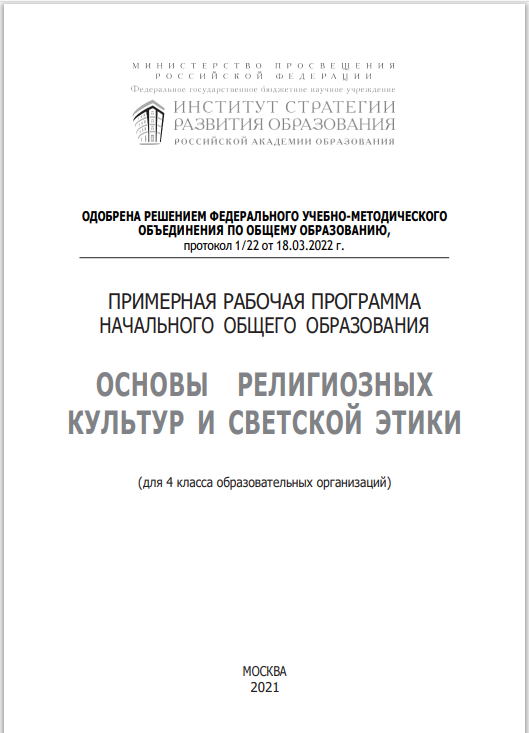 МИНИСТЕРСТВО ПРОСВЕЩЕНИЯ
РОССИЙСКОЙ ФЕДЕРАЦИИ
Федеральное государственное бюджетное научное учреждение
ИНСТИТУТ СТРАТЕГИИ
РАЗВИТИЯ ОБРАЗОВАНИЯ
РОССИЙСКОЙ АКАДЕМИИ ОБРАЗОВАНИЯ
ОДОБРЕНА РЕШЕНИЕМ ФЕДЕРАЛЬНОГО УЧЕБНО-МЕТОДИЧЕСКОГО
ОБЪЕДИНЕНИЯ ПО ОБЩЕМУ ОБРАЗОВАНИЮ,
протокол 1/22 от 18.03.2022 г.
ПРИМЕРНАЯ РАБОЧАЯ ПРОГРАММА
НАЧАЛЬНОГО ОБЩЕГО ОБРАЗОВАНИЯ
ОСНОВЫ РЕЛИГИОЗНЫХ
КУЛЬТУР И СВЕТСКОЙ ЭТИКИ
(для 4 класса образовательных организаций)
МОСКВА
2021